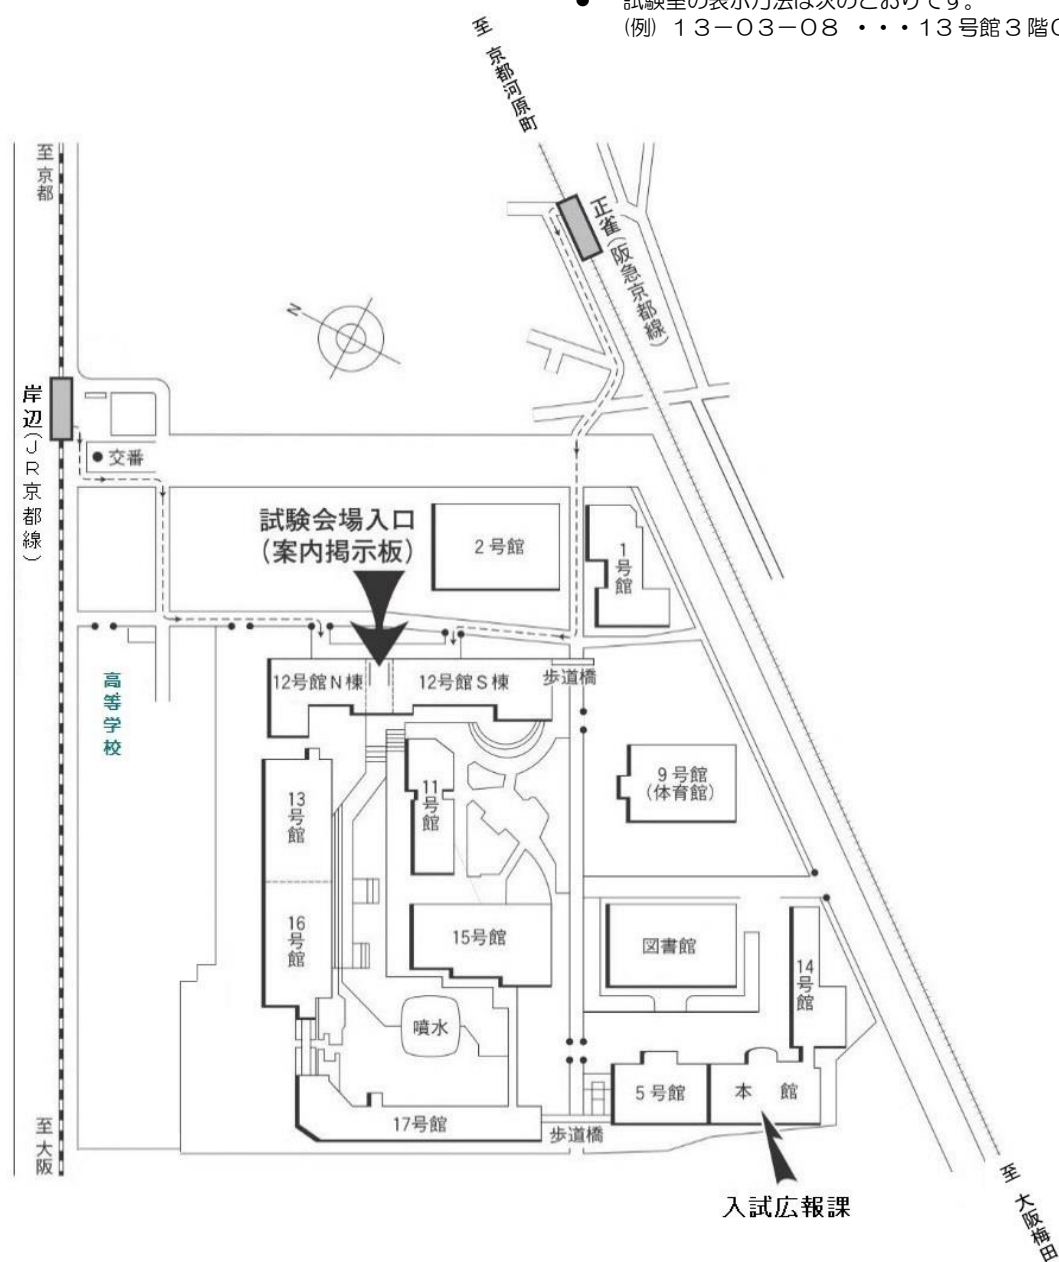 ● 試験室の表示方法は次のとおりです。
(例) １３－０３－０８ ・・・13号館３階
至 京都河原町
至 京都
正雀(阪急京都線)
N
岸辺(ＪＲ京都線)
● 交番
試験会場入口
(案内掲示板)
２号館
１号館
高等学校
12号館Ｎ棟
12号館Ｓ棟
歩道橋
９号館
(体育館)
13号館
11号館
16号館
15号館
図書館
14号館
噴水
５号館
本 館
17号館
歩道橋
至 大阪
入試広報課
至 大阪梅田